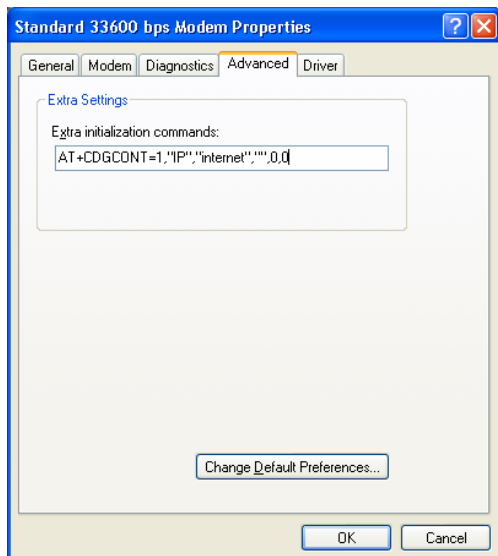 Standard 33600 bps Modem Properties
General Modem Diagnostics Advanced Driver
Extra Settings
Extra initialization commands:
AT+CDGCONT=1,"IP","internet","",0,0
Change Default Preferences...
OK Cancel